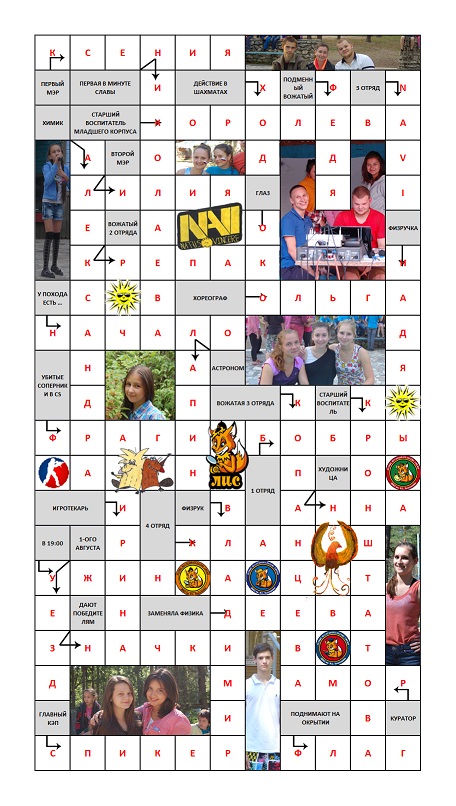 К С Е Н И Я
ПЕРВЫЙ МЭР ПЕРВАЯ В МИНУТЕ СЛАВЫ И ДЕЙСТВИЕ В ШАХМАТАХ Х ПОДМЕННЫЙ ВОЖАТЫЙ Ф 3 ОТРЯД N
ХИМИК СТАРШИЙ ВОСПИТАТЕЛЬ МЛАДШЕГО КОРПУСА К О Р О Л Е В А
А ВТОРОЙ МЭР О Д Д V
Л И Л И Я ГЛАЗ Я I
Е ВОЖАТЫЙ 2 ОТРЯДА А NAVI NATUS VINCERE О ФИЗРУЧКА
К Р Е П А К И
У ПОХОДА ЕСТЬ ... С В ХОРЕОГРАФ О Л Ь Г А
Н А Ч А Л О Д
УБИТЫЕ СОПЕРНИКИ В CS Н А АСТРОНОМ Я
Д П ВОЖАТАЯ 3 ОТРЯДА К СТАРШИЙ ВОСПИТАТЕЛЬ К
Ф Р А Г И Б О Б Р Ы
А Н ЛИС 1 ОТРЯД П ХУДОЖНИЦА О
ИГРОТЕКАРЬ И 4 ОТРЯД ФИЗРУК В А Н Н А
В 19:00 1-ОГО АВГУСТА Р Х Л А Н Ш
У Ж И Н А Ц Т
Е ДАЮТ ПОБЕДИТЕЛЯМ Н ЗАМЕНЯЛА ФИЗИКА Д Е Е В А
З Н А Ч К И В Т
Д М А М О Р
ГЛАВНЫЙ КЭП И ПОДНИМАЮТ НА ОКРЫТИИ В КУРАТОР
С П И К Е Р Ф Л А Г